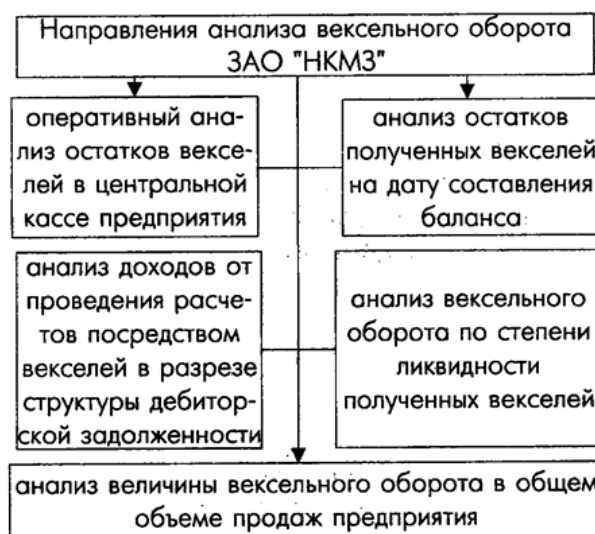 Направления анализа вексельного оборота
ЗАО "НКМЗ"
оперативный ана-
лиз остатков вексе-
лей в центральной
кассе предприятия
анализ остатков
полученных векселей
на дату составления
баланса
анализ доходов от
проведения расче-
тов посредством
векселей в разрезе
структуры дебитор-
ской задолженности
анализ вексельного
оборота по степени
ликвидности
полученных векселей
анализ величины вексельного оборота в общем
объеме продаж предприятия